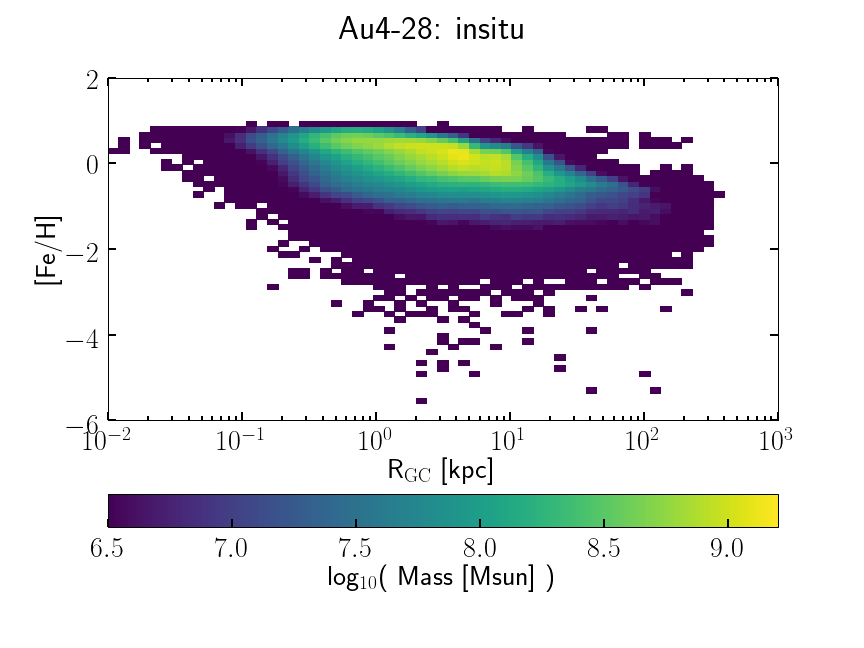 Au4-28: insitu
2
0
−2
−4
−6
[Fe/H]
10⁻² 10⁻¹ 10⁰ 10¹ 10² 10³
R_GC [kpc]
6.5 7.0 7.5 8.0 8.5 9.0
log₁₀( Mass [Msun] )